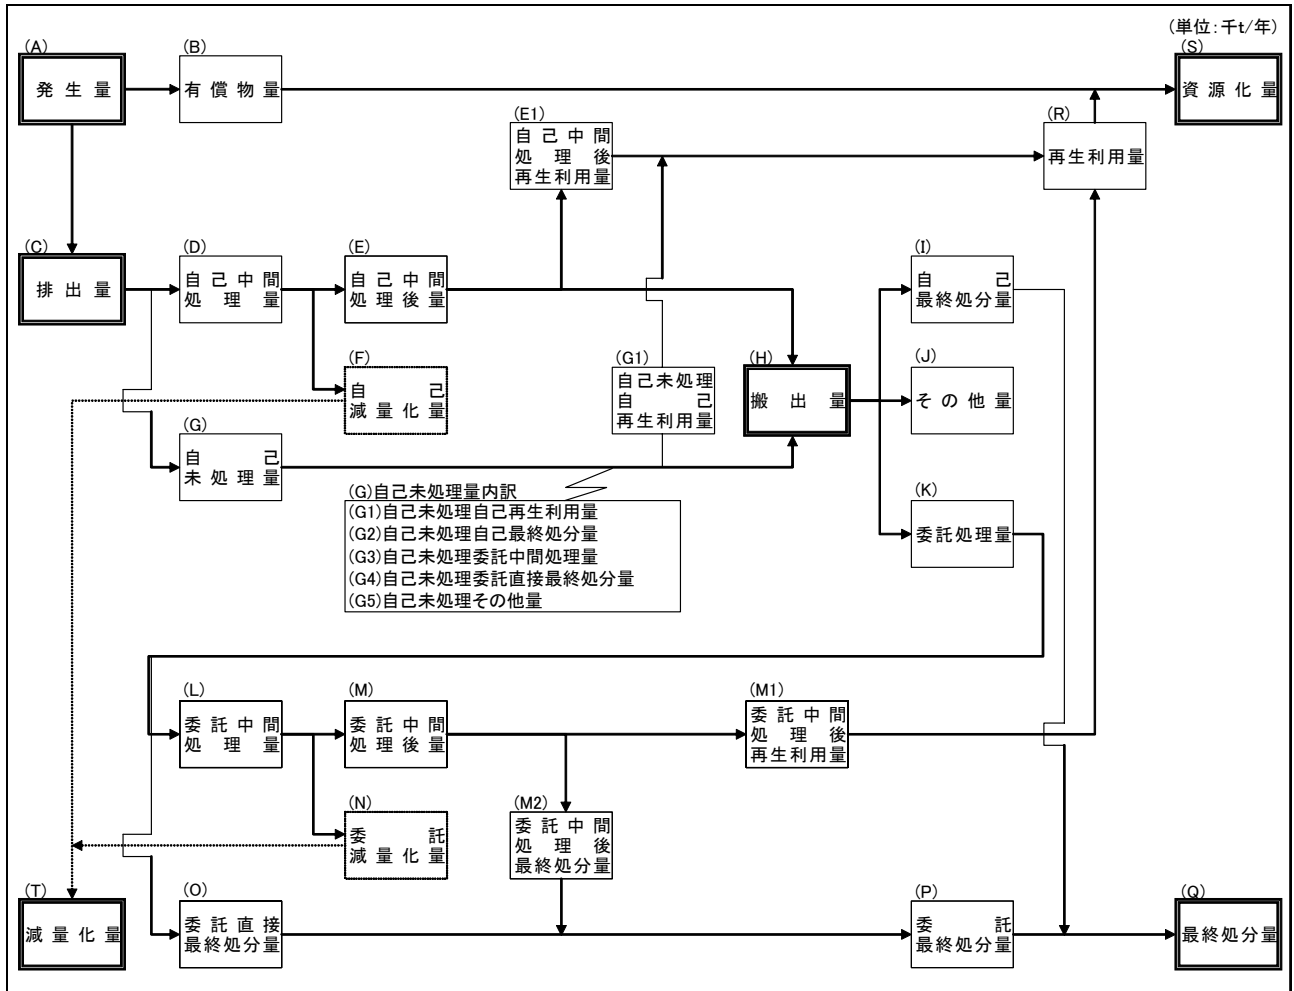 (単位:千t/年)
(A)
発生量
(B)
有償物量
(S)
資源化量
(E1)
自己中間
処理後
再生利用量
(R)
再生利用量
(C)
排出量
(D)
自己中間
処理量
(E)
自己中間
処理後量
(I)
自己
最終処分量
(F)
自己
減量化量
(G1)
自己未処理
自己
再生利用量
(H)
搬出量
(J)
その他量
(G)
自己
未処理量
(G)自己未処理量内訳
(G1)自己未処理自己再生利用量
(G2)自己未処理自己最終処分量
(G3)自己未処理委託中間処理量
(G4)自己未処理委託直接最終処分量
(G5)自己未処理その他量
(K)
委託処理量
(L)
委託中間
処理量
(M)
委託中間
処理後量
(M1)
委託中間
処理後
再生利用量
(N)
委託
減量化量
(M2)
委託中間
処理後
最終処分量
(T)
減量化量
(O)
委託直接
最終処分量
(P)
委託
最終処分量
(Q)
最終処分量